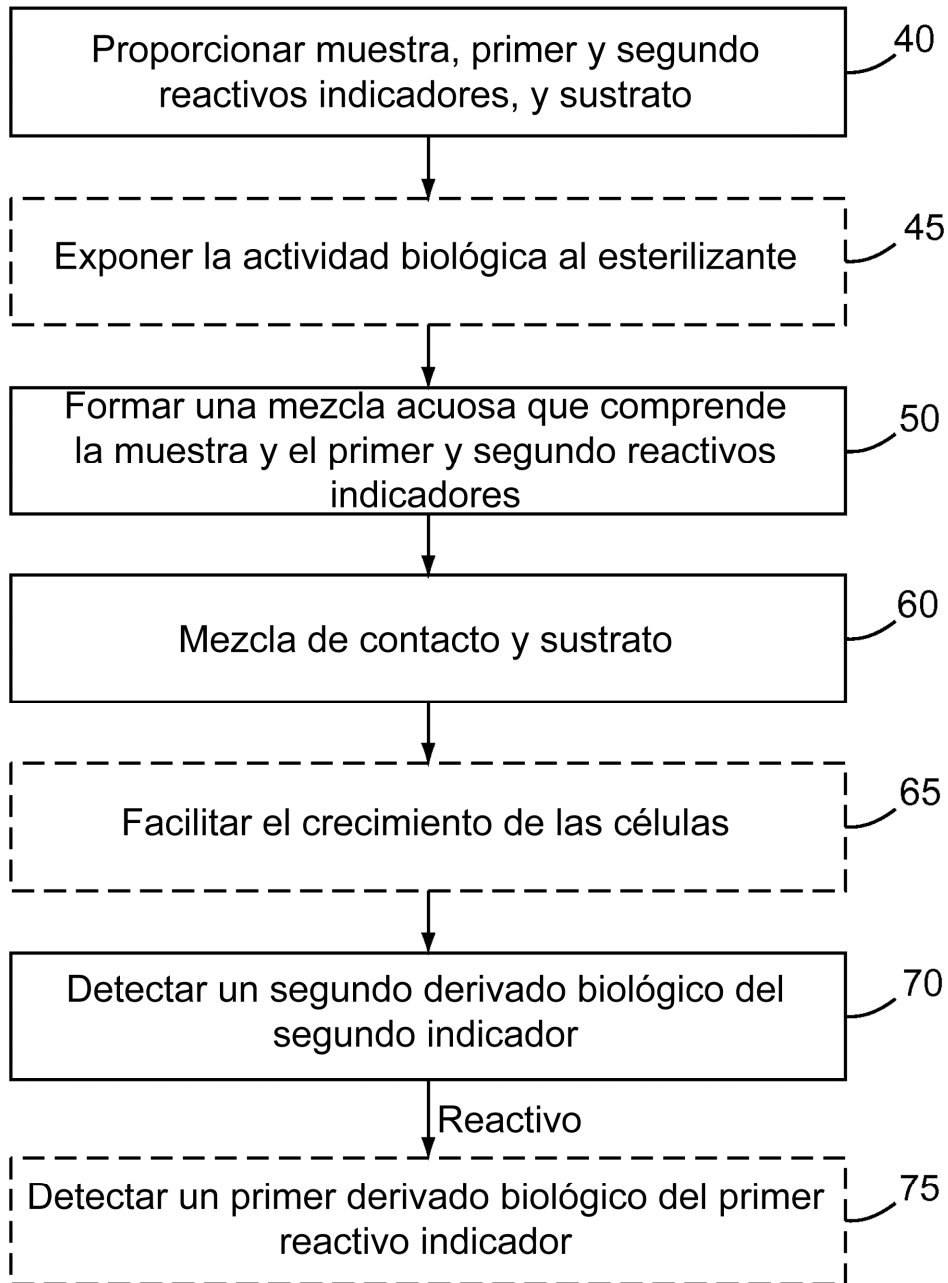 Proporcionar muestra, primer y segundo
reactivos indicadores, y sustrato
40
Exponer la actividad biológica al esterilizante
45
Formar una mezcla acuosa que comprende
la muestra y el primer y segundo reactivos
indicadores
50
Mezcla de contacto y sustrato
60
Facilitar el crecimiento de las células
65
Detectar un segundo derivado biológico del
segundo indicador
70
Reactivo
Detectar un primer derivado biológico del primer
reactivo indicador
75